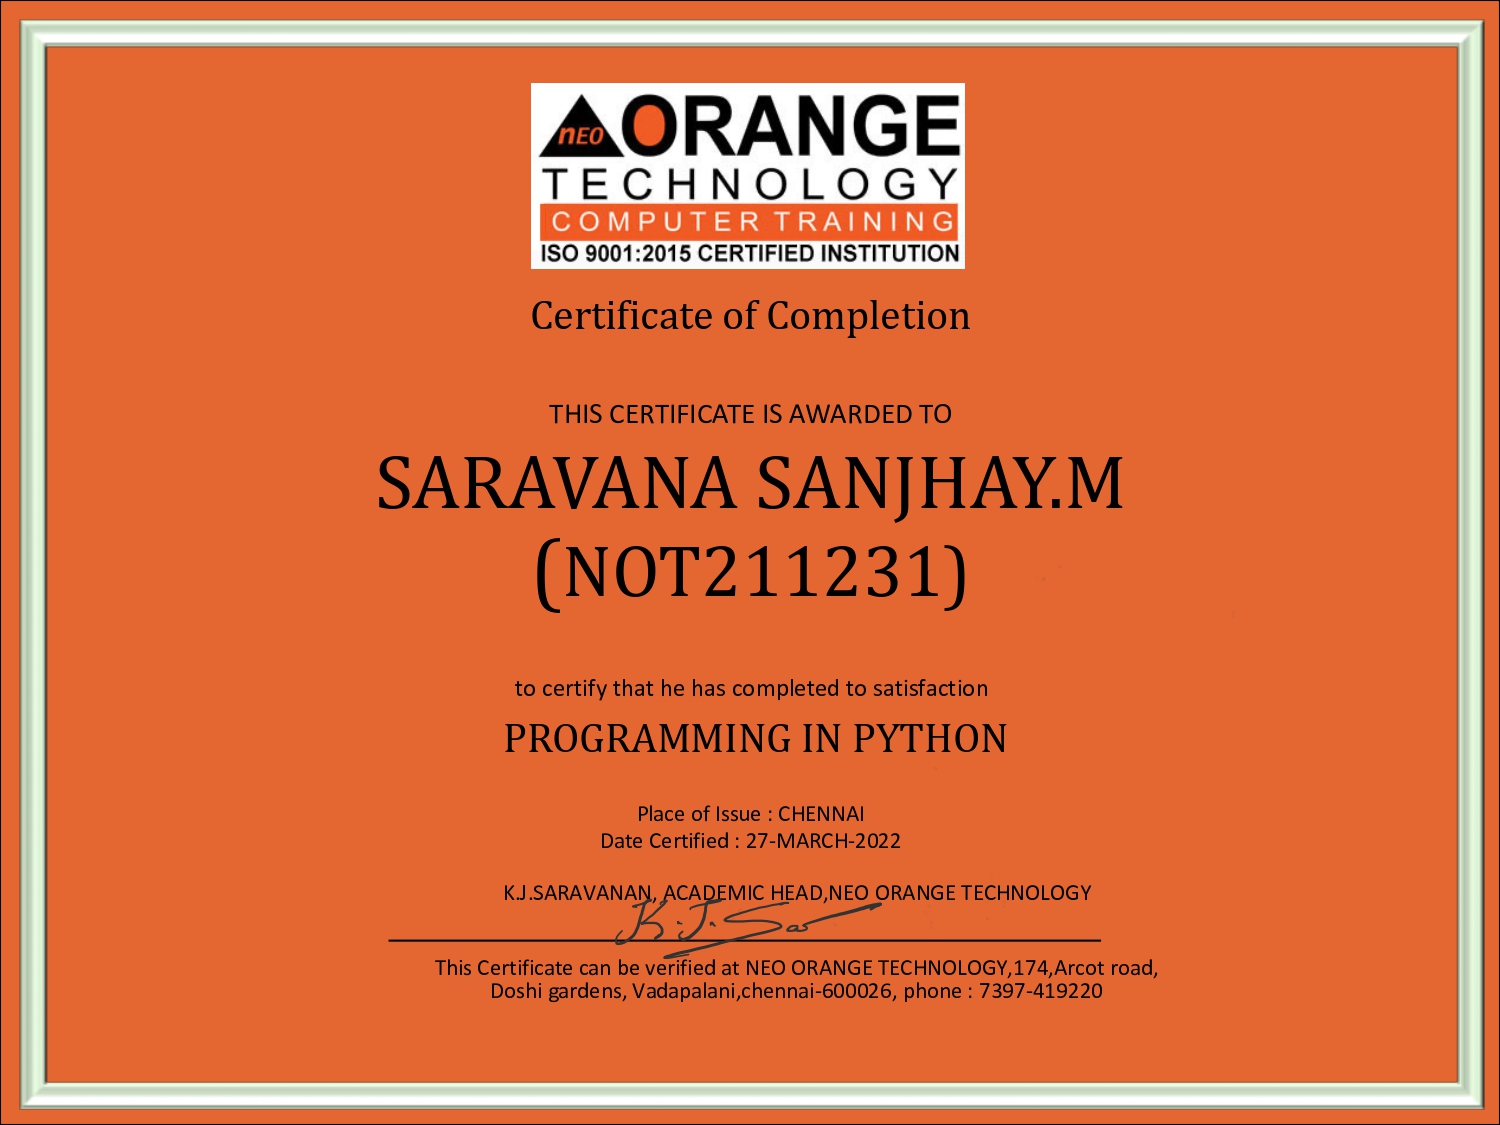 nEO ORANGE
TECHNOLOGY
COMPUTER TRAINING
ISO 9001:2015 CERTIFIED INSTITUTION
Certificate of Completion
THIS CERTIFICATE IS AWARDED TO
SARAVANA SANJHAY.M
(NOT211231)
to certify that he has completed to satisfaction
PROGRAMMING IN PYTHON
Place of Issue : CHENNAI
Date Certified : 27-MARCH-2022
K.J.SARAVANAN, ACADEMIC HEAD,NEO ORANGE TECHNOLOGY
K.J.Sar
This Certificate can be verified at NEO ORANGE TECHNOLOGY,174,Arcot road,
Doshi gardens, Vadapalani,chennai-600026, phone : 7397-419220